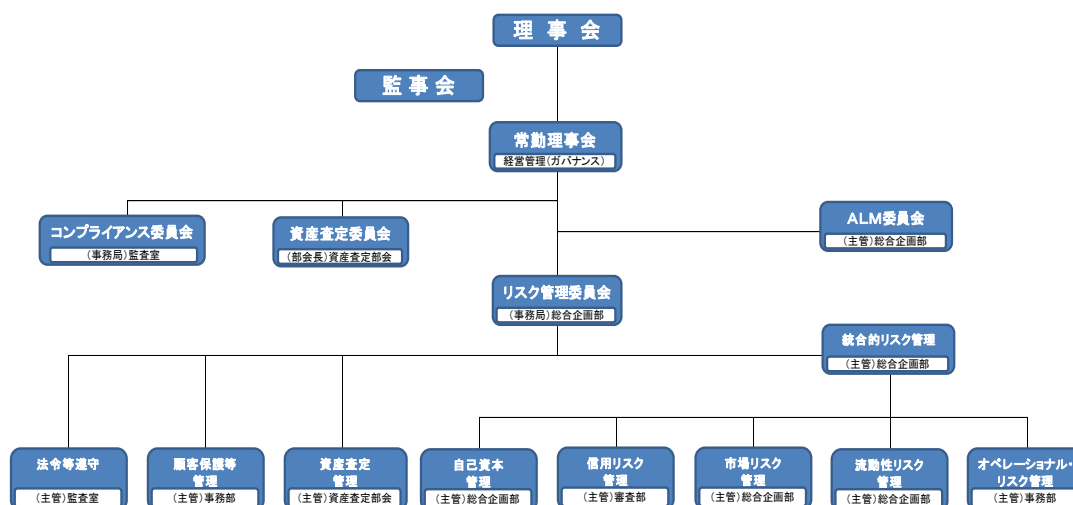 理事会
監事会
常勤理事会
経営管理(ガバナンス)
コンプライアンス委員会
(事務局)監査室
資産査定委員会
(部会長)資産査定部会
ALM委員会
(主管)総合企画部
リスク管理委員会
(事務局)総合企画部
統合的リスク管理
(主管)総合企画部
法令等遵守
(主管)監査室
顧客保護等
管理
(主管)事務部
資産査定
管理
(主管)資産査定部会
自己資本
管理
(主管)総合企画部
信用リスク
管理
(主管)審査部
市場リスク
管理
(主管)総合企画部
流動性リスク
管理
(主管)総合企画部
オペレーショナル・
リスク管理
(主管)事務部